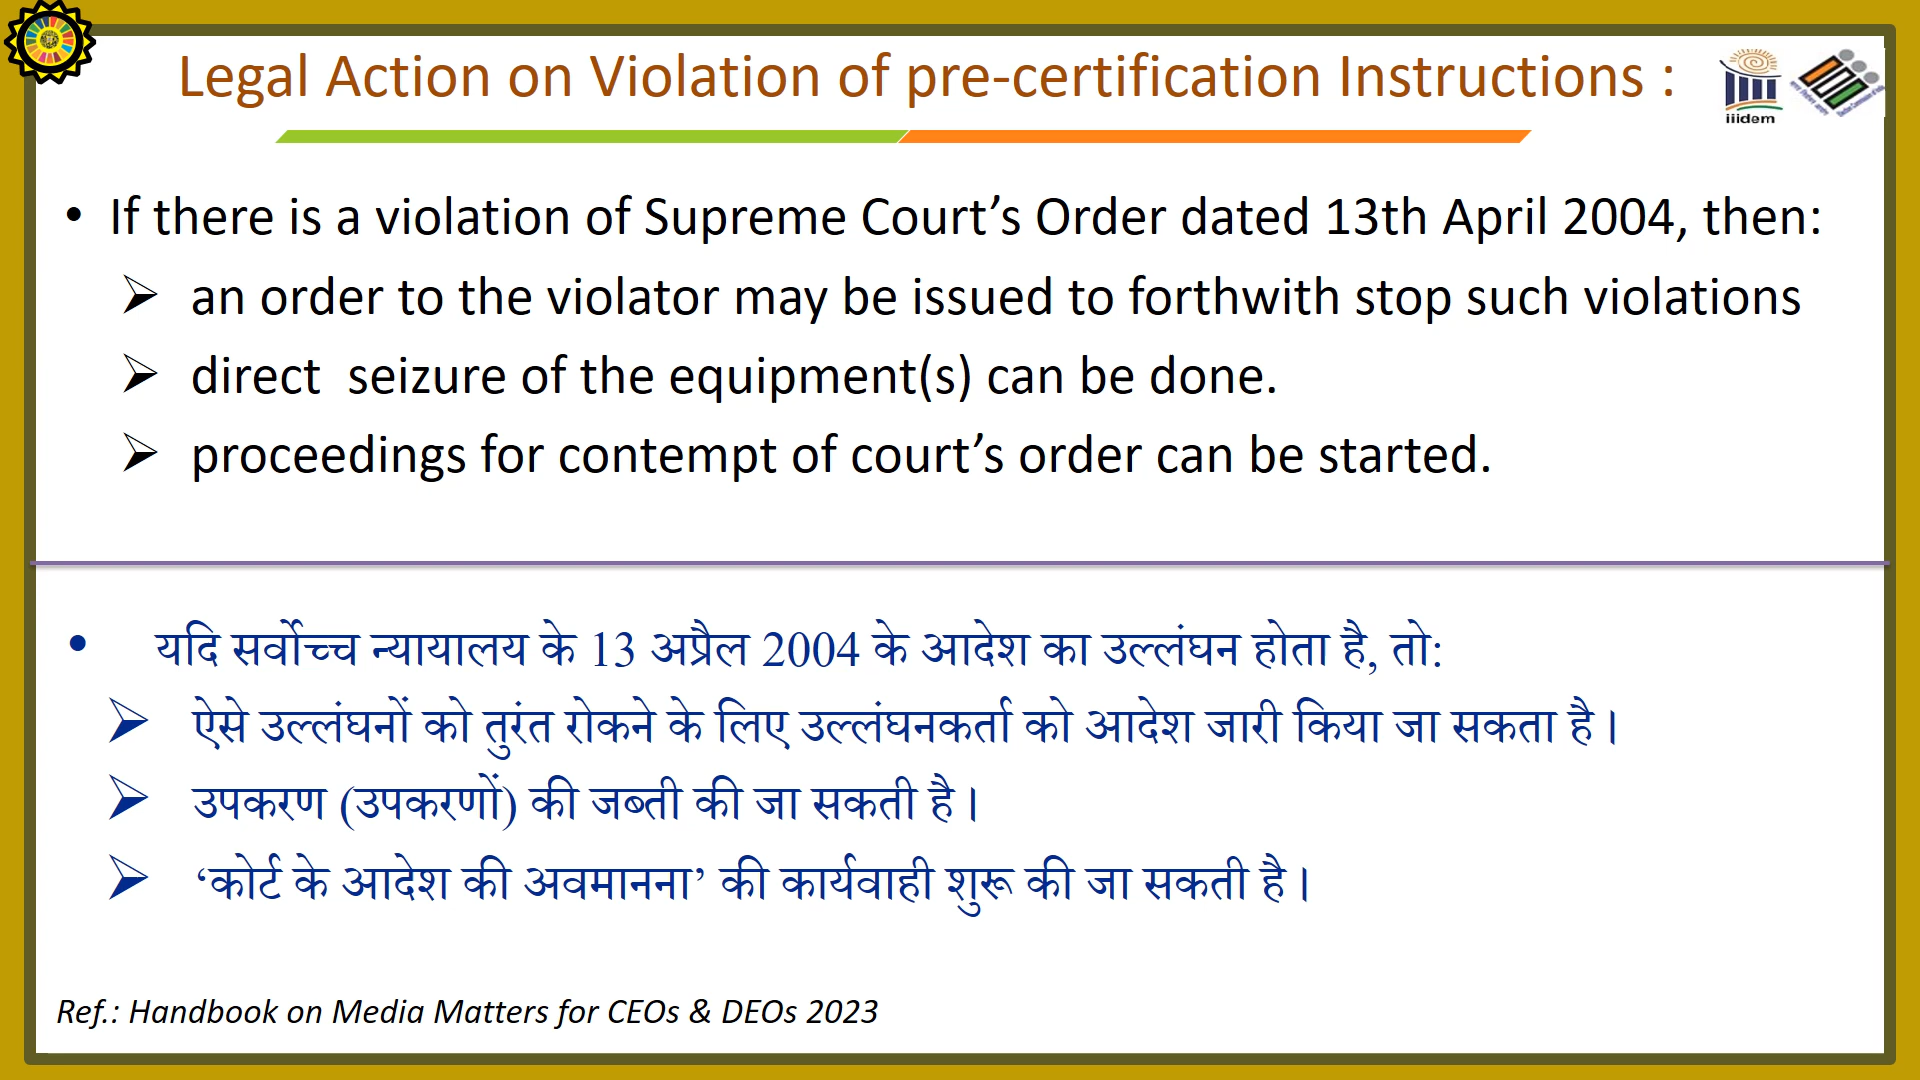 Legal Action on Violation of pre-certification Instructions :
iiidem
• If there is a violation of Supreme Court’s Order dated 13th April 2004, then:
➢ an order to the violator may be issued to forthwith stop such violations
➢ direct  seizure of the equipment(s) can be done.
➢ proceedings for contempt of court’s order can be started.
• यदि सर्वोच्च न्यायालय के 13 अप्रैल 2004 के आदेश का उल्लंघन होता है, तो:
➢ ऐसे उल्लंघनों को तुरंत रोकने के लिए उल्लंघनकर्ता को आदेश जारी किया जा सकता है।
➢ उपकरण (उपकरणों) की जब्ती की जा सकती है।
➢ ‘कोर्ट के आदेश की अवमानना’ की कार्यवाही शुरू की जा सकती है।
Ref.: Handbook on Media Matters for CEOs & DEOs 2023